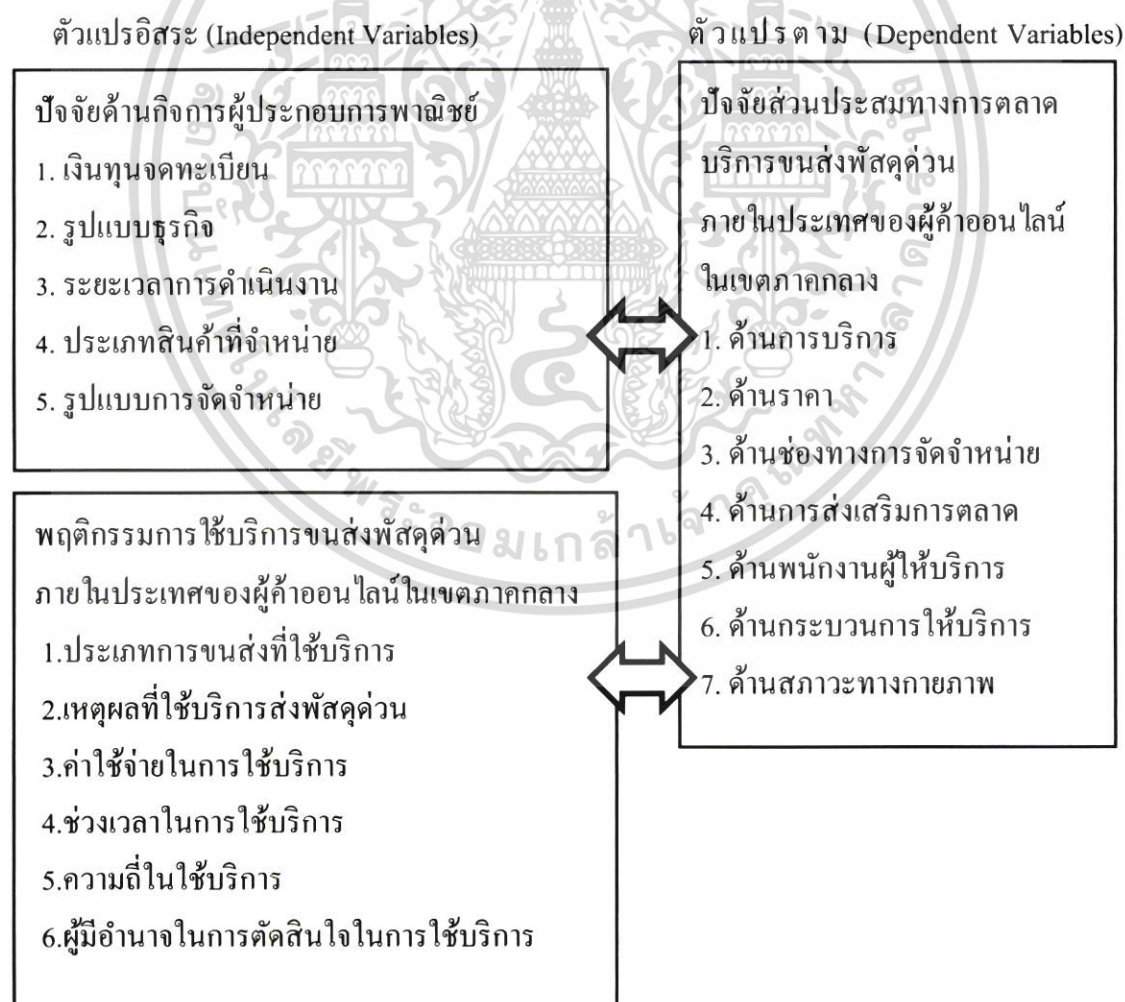 ตัวแปรอิสระ (Independent Variables)
ปัจจัยด้านกิจการผู้ประกอบการพาณิชย์
1. เงินทุนจดทะเบียน
2. รูปแบบธุรกิจ
3. ระยะเวลาการดำเนินงาน
4. ประเภทสินค้าที่จำหน่าย
5. รูปแบบการจัดจำหน่าย
พฤติกรรมการใช้บริการขนส่งพัสดุด่วน
ภายในประเทศของผู้ค้าออนไลน์ในเขตภาคกลาง
1.ประเภทการขนส่งที่ใช้บริการ
2.เหตุผลที่ใช้บริการส่งพัสดุด่วน
3.ค่าใช้จ่ายในการใช้บริการ
4.ช่วงเวลาในการใช้บริการ
5.ความถี่ในใช้บริการ
6.ผู้มีอำนาจในการตัดสินใจในการใช้บริการ
ตัวแปรตาม (Dependent Variables)
ปัจจัยส่วนประสมทางการตลาด
บริการขนส่งพัสดุด่วน
ภายในประเทศของผู้ค้าออนไลน์
ในเขตภาคกลาง
1. ด้านการบริการ
2. ด้านราคา
3. ด้านช่องทางการจัดจำหน่าย
4. ด้านการส่งเสริมการตลาด
5. ด้านพนักงานผู้ให้บริการ
6. ด้านกระบวนการให้บริการ
7. ด้านสภาวะทางกายภาพ